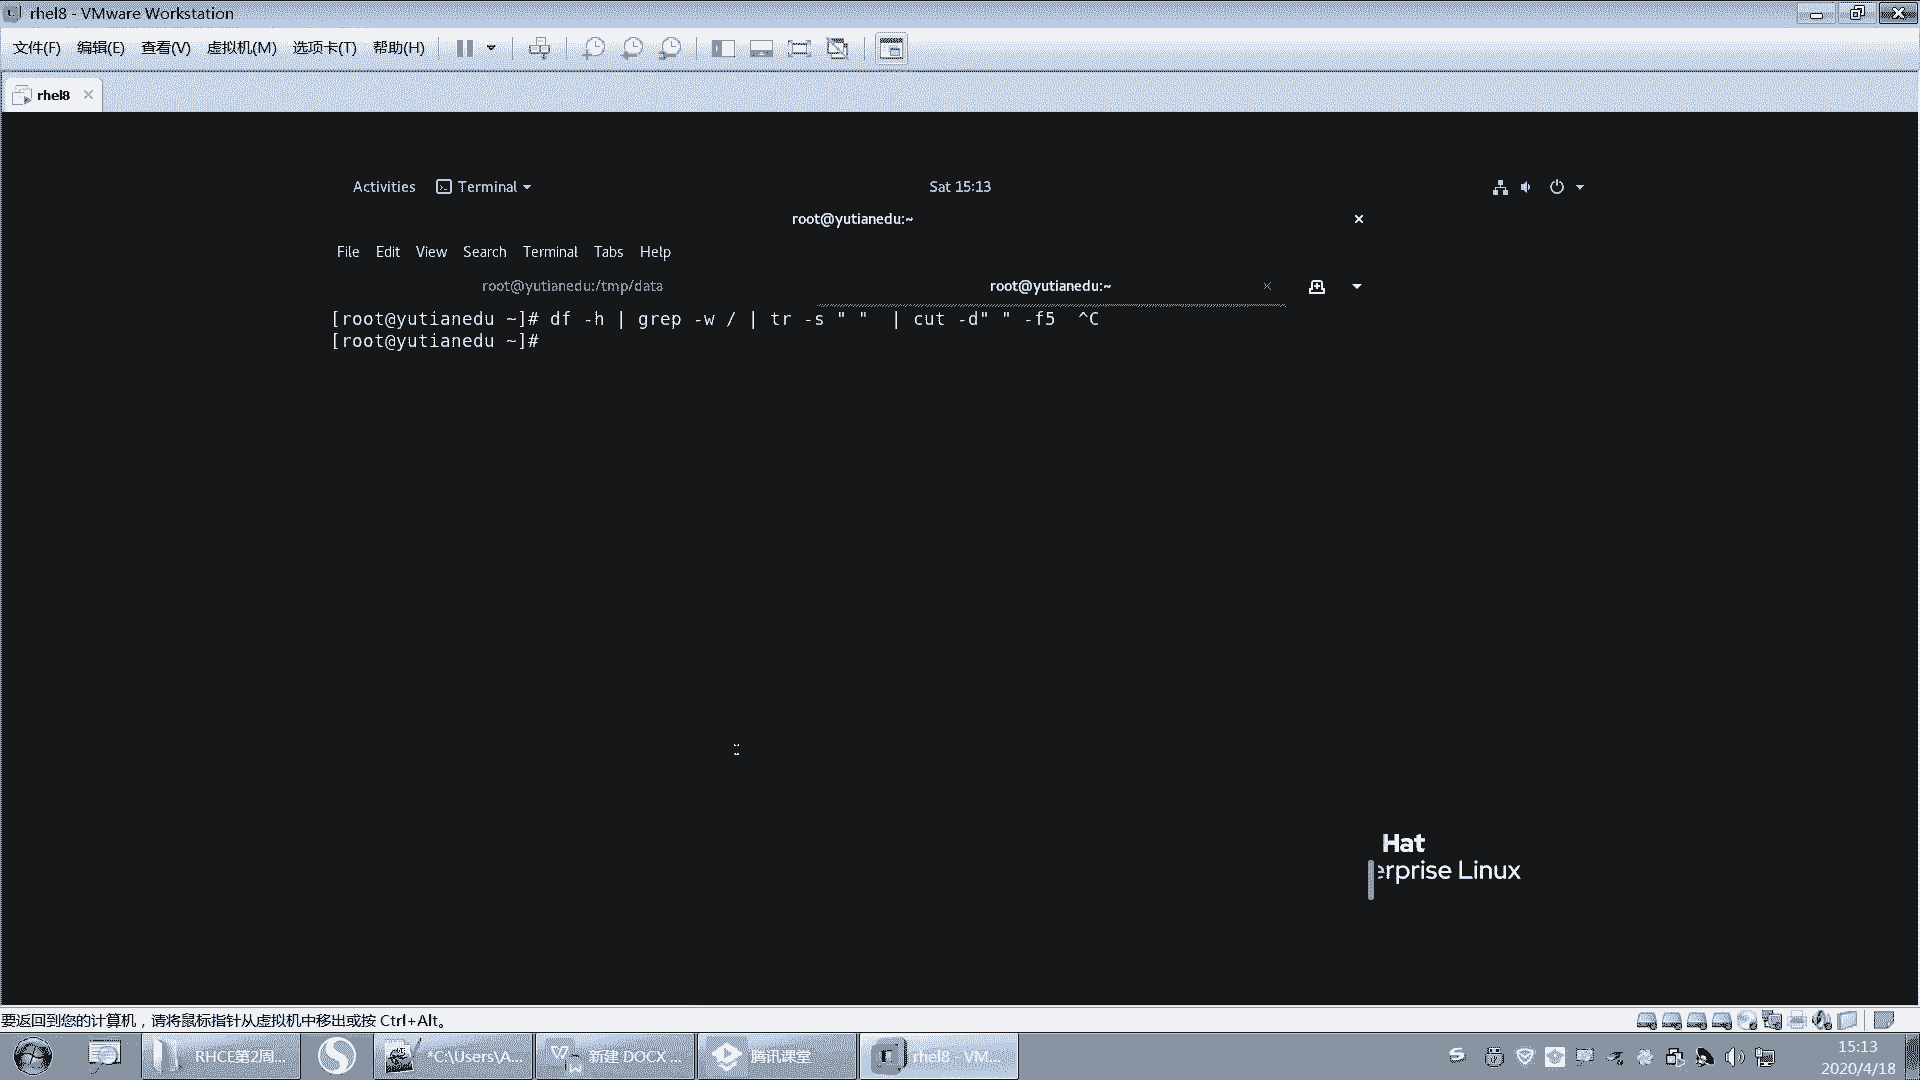 rhel8 - VMware Workstation
文件(F) 编辑(E) 查看(V) 虚拟机(M) 选项卡(T) 帮助(H)
rhel8
Activities Terminal Sat 15:13
root@yutianedu:~
File Edit View Search Terminal Tabs Help
root@yutianedu:/tmp/data root@yutianedu:~
[root@yutianedu ~]# df -h | grep -w / | tr -s " "  | cut -d" " -f5  ^C
[root@yutianedu ~]#
Hat
erprise Linux
要返回到您的计算机，请将鼠标指针从虚拟机中移出或按 Ctrl+Alt。
RHCE第2周... *C:\Users\A... 新建 DOCX ... 腾讯课堂 rhel8 - VM...
15:13
2020/4/18